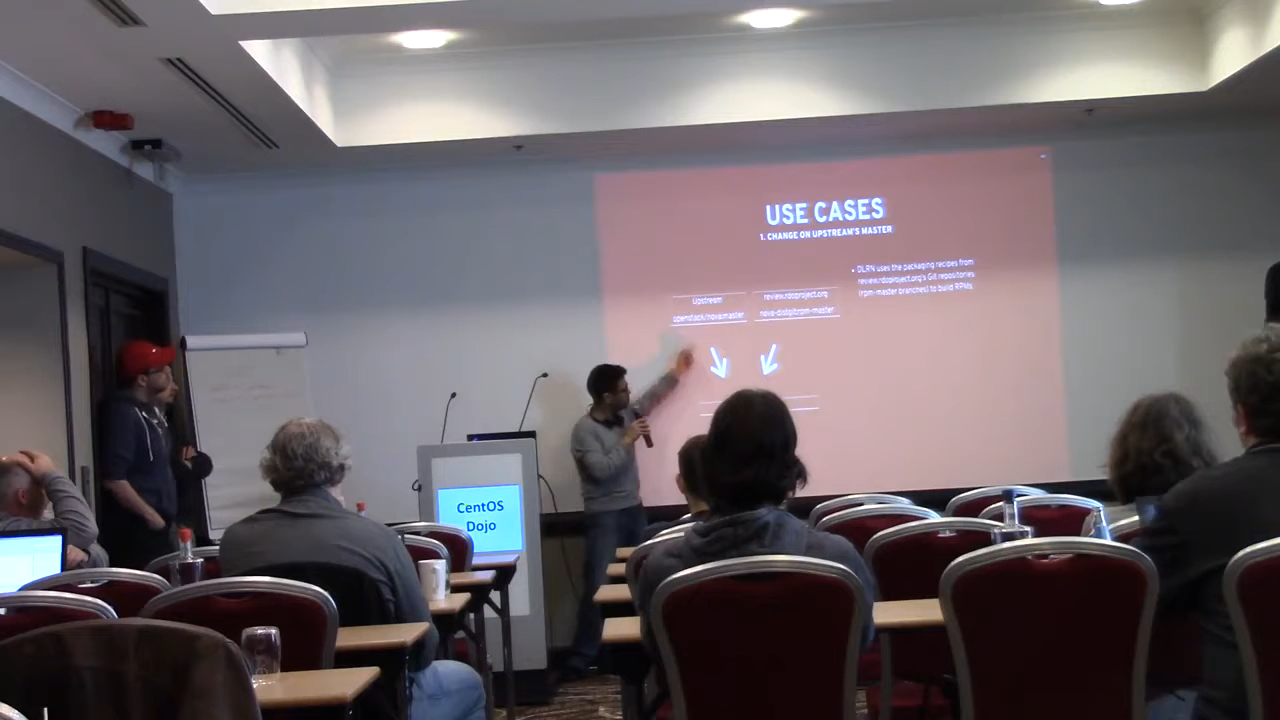 USE CASES
1. CHANGE ON UPSTREAM'S MASTER
• DLRN uses the packaging recipes from
review.rdoproject.org's Git repositories
(rpm-master branches) to build RPMs.
Upstream
openstack/nova:master
review.rdoproject.org
nova-distgit:rpm-master
CentOS
Dojo